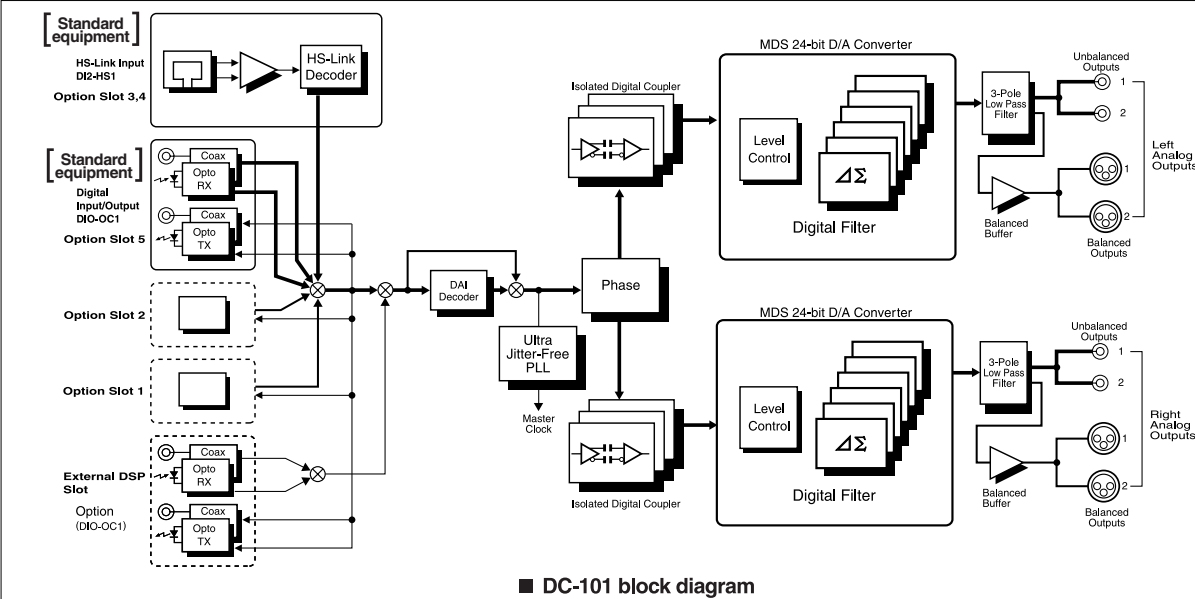 [Standard
equipment]
HS-Link Input
DI2-HS1
Option Slot 3,4
HS-Link
Decoder
[Standard
equipment]
Digital
Input/Output
DIO-OC1
Option Slot 5
Coax
Opto
RX
Coax
Opto
TX
Option Slot 2
Option Slot 1
External DSP
Slot
Option
(DIO-OC1)
Coax
Opto
RX
Coax
Opto
TX
DAI
Decoder
Ultra
Jitter-Free
PLL
Master
Clock
Phase
Isolated Digital Coupler
MDS 24-bit D/A Converter
Level
Control
ΔΣ
Digital Filter
3-Pole
Low Pass
Filter
Unbalanced
Outputs
1
2
Balanced
Buffer
1
2
Balanced
Outputs
Left
Analog
Outputs
Isolated Digital Coupler
MDS 24-bit D/A Converter
Level
Control
ΔΣ
Digital Filter
3-Pole
Low Pass
Filter
Unbalanced
Outputs
1
2
Balanced
Buffer
1
2
Balanced
Outputs
Right
Analog
Outputs
■ DC-101 block diagram